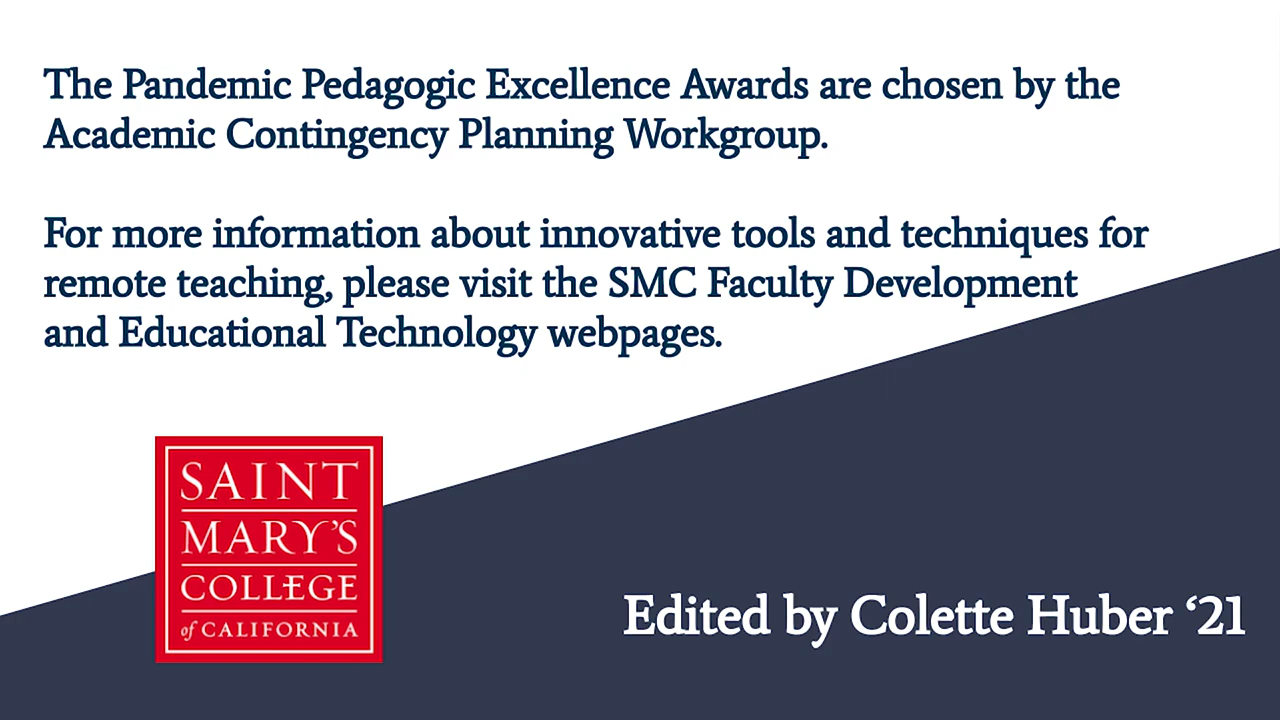 The Pandemic Pedagogic Excellence Awards are chosen by the
Academic Contingency Planning Workgroup.
For more information about innovative tools and techniques for
remote teaching, please visit the SMC Faculty Development
and Educational Technology webpages.
SAINT
MARY'S
COLLEGE
of CALIFORNIA
Edited by Colette Huber ‘21